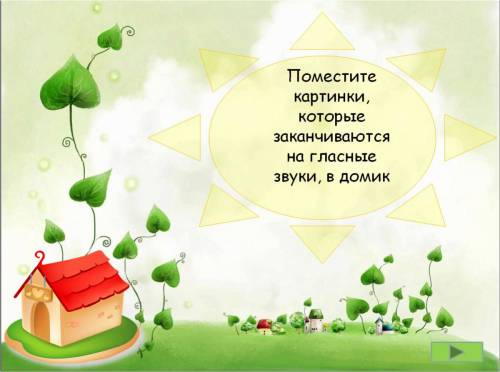 Поместите
картинки,
которые
заканчиваются
на гласные
звуки, в домик